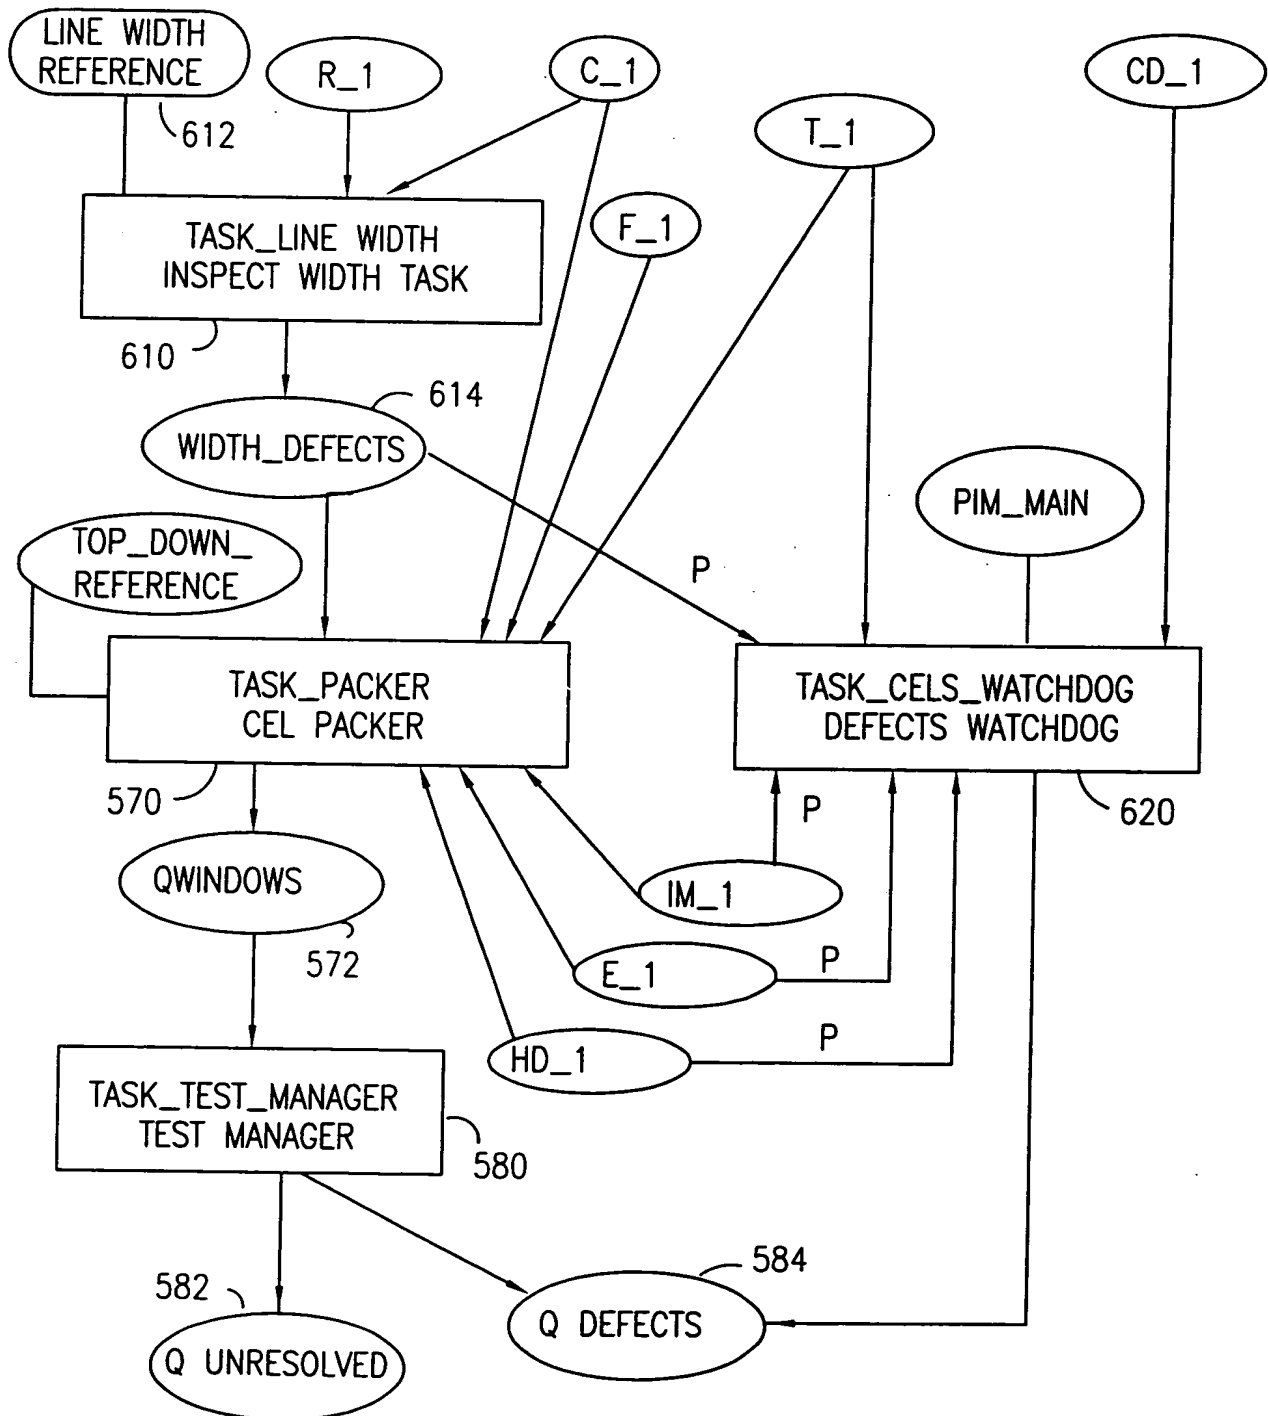 LINE WIDTH
REFERENCE
612
R_1
C_1
CD_1
T_1
F_1
TASK_LINE WIDTH
INSPECT WIDTH TASK
610
614
WIDTH_DEFECTS
PIM_MAIN
TOP_DOWN_
REFERENCE
P
TASK_PACKER
CEL PACKER
TASK_CELS_WATCHDOG
DEFECTS WATCHDOG
570
P
620
QWINDOWS
IM_1
572
E_1
P
HD_1
P
TASK_TEST_MANAGER
TEST MANAGER
580
582
584
Q DEFECTS
Q UNRESOLVED